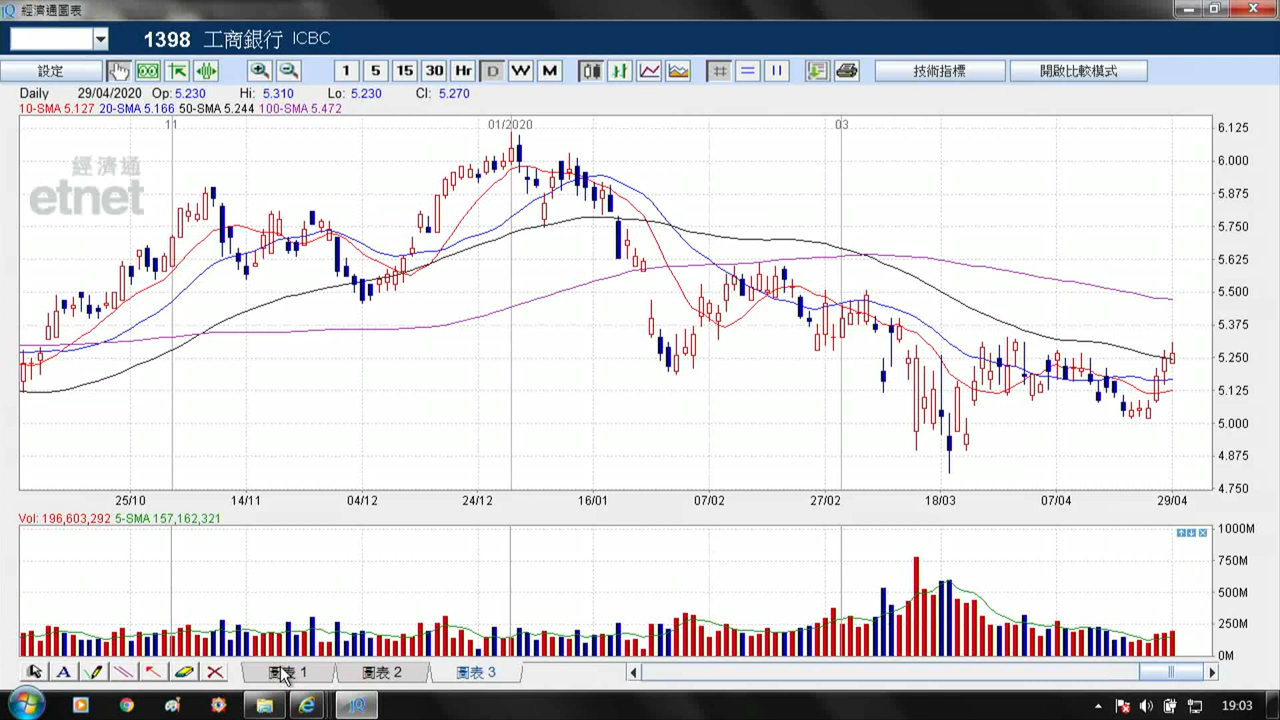 經濟通圖表
1398 工商銀行 ICBC
設定 1 5 15 30 Hr D W M 技術指標 開啟比較模式
Daily 29/04/2020 Op: 5.230 Hi: 5.310 Lo: 5.230 Cl: 5.270
10-SMA 5.127 20-SMA 5.166 50-SMA 5.244 100-SMA 5.472
11 01/2020 03
經濟通
etnet
6.125
6.000
5.875
5.750
5.625
5.500
5.375
5.250
5.125
5.000
4.875
4.750
25/10 14/11 04/12 24/12 16/01 07/02 27/02 18/03 07/04 29/04
Vol: 196,603,292 5-SMA 157,162,321
1000M
750M
500M
250M
0M
A 圖表 1 圖表 2 圖表 3
19:03